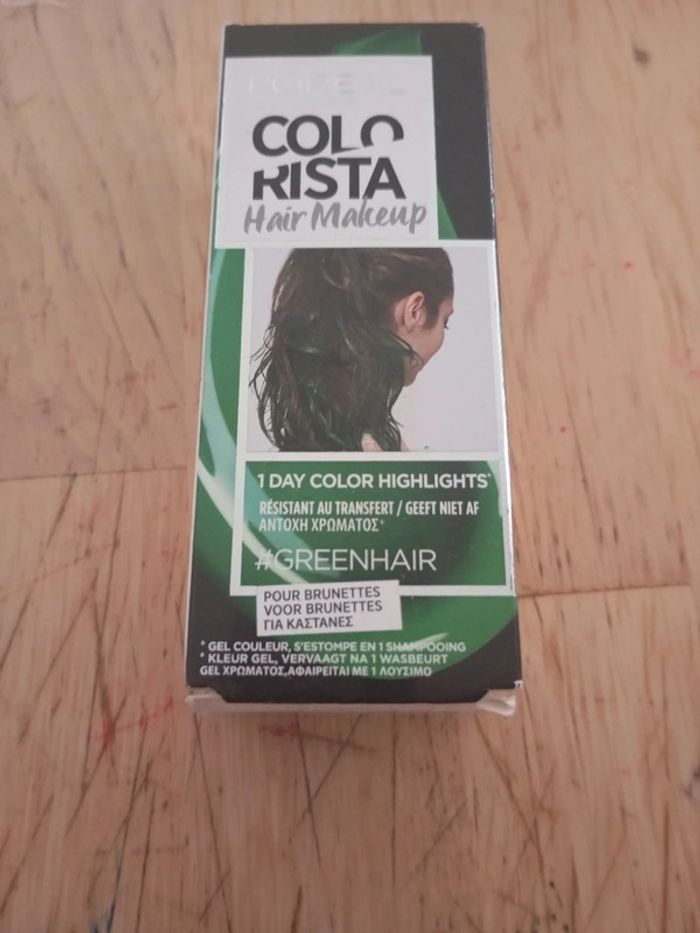 L'ORÉAL
COLO
RISTA
Hair Makeup
1 DAY COLOR HIGHLIGHTS*
RÉSISTANT AU TRANSFERT / GEEFT NIET AF
ΑΝΤΟΧΗ ΧΡΩΜΑΤΟΣ+
#GREENHAIR
POUR BRUNETTES
VOOR BRUNETTES
ΓΙΑ ΚΑΣΤΑΝΕΣ
* GEL COULEUR, S'ESTOMPE EN 1 SHAMPOOING
* KLEUR GEL, VERVAAGT NA 1 WASBEURT
GEL ΧΡΩΜΑΤΟΣ,ΑΦΑΙΡΕΙΤΑΙ ΜΕ 1 ΛΟΥΣΙΜΟ